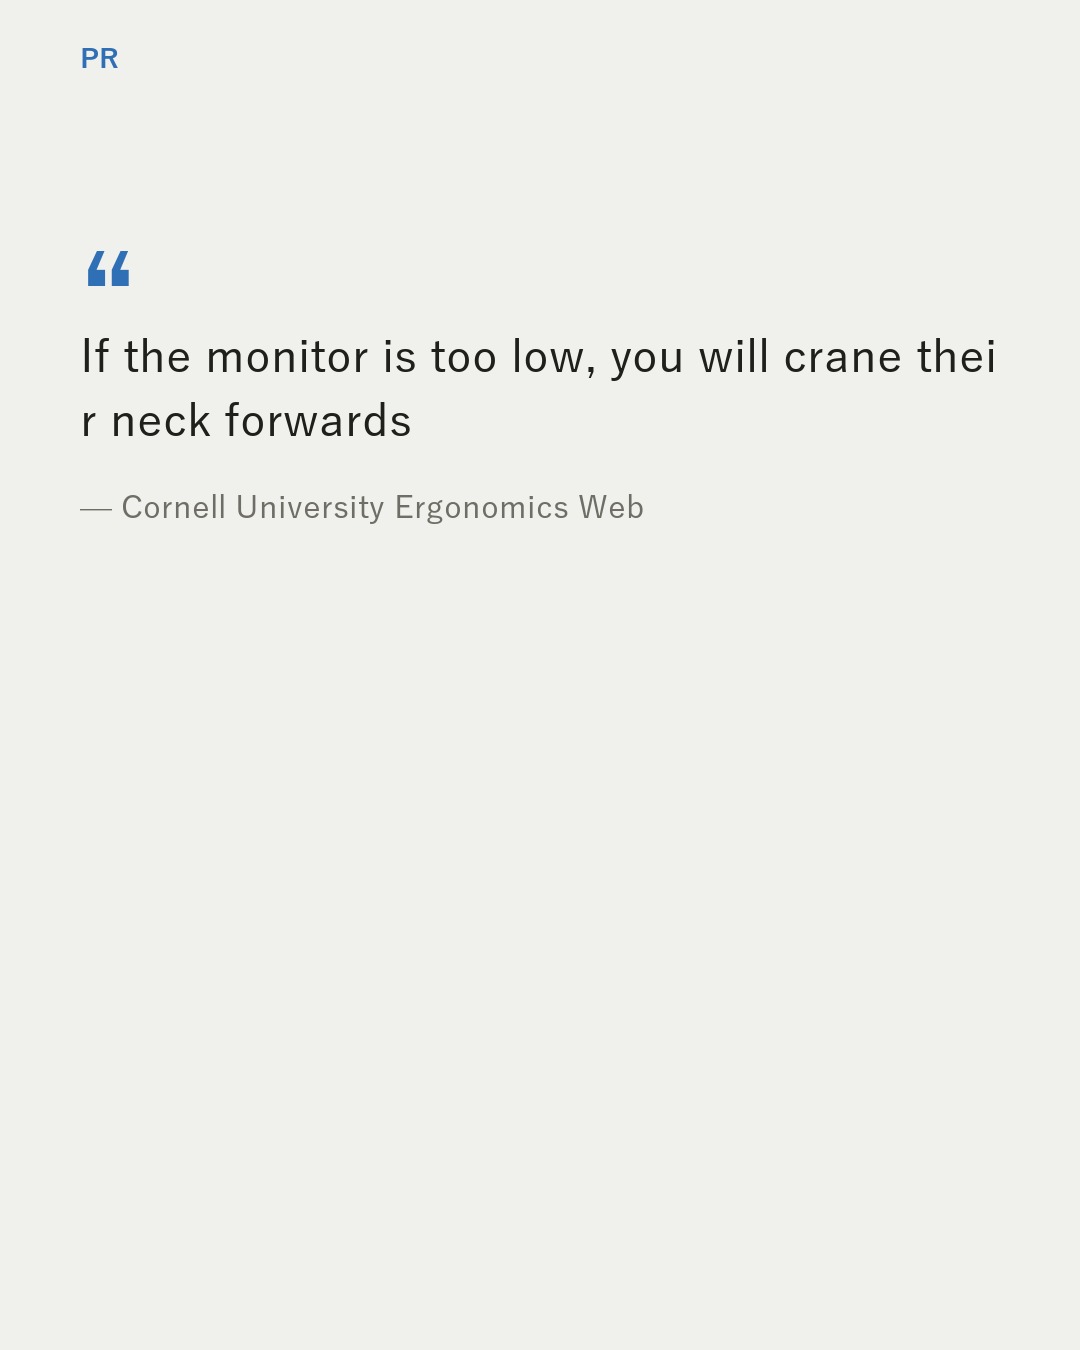 PR
“
If the monitor is too low, you will crane thei
r neck forwards
— Cornell University Ergonomics Web